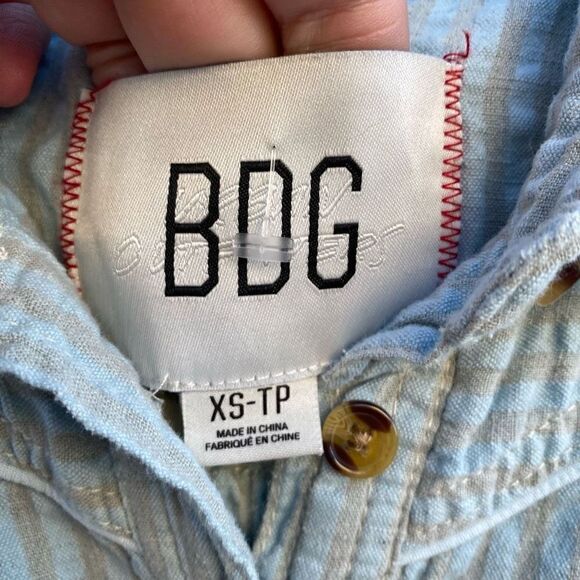 BDG
XS-TP
MADE IN CHINA
FABRIQUÉ EN CHINE